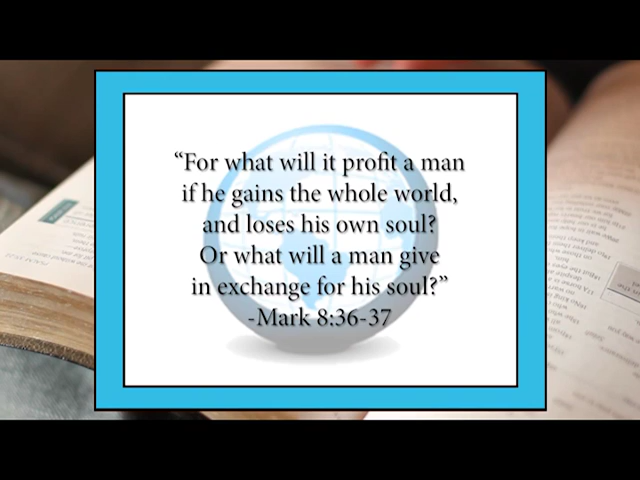 “For what will it profit a man
if he gains the whole world,
and loses his own soul?
Or what will a man give
in exchange for his soul?”
-Mark 8:36-37